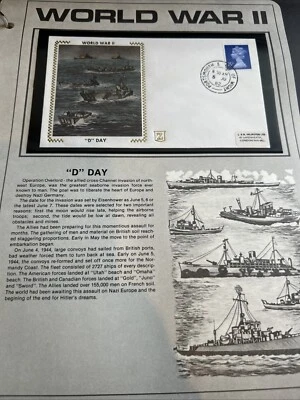 WORLD WAR II
WORLD WAR II
"D" DAY
"D" DAY
Operation Overlord - the allied cross-Channel invasion of north-
west Europe, was the greatest seaborne invasion force ever
known to man. The goal was to liberate the heart of Europe and
destroy Nazi Germany.
The date for the invasion was set by Eisenhower as June 5, 6 or
the latest June 7. These dates were selected for two important
reasons: first the moon would rise late, helping the airborne
troops; second, the tide would be low at dawn, revealing all
obstacles and mines.
The Allies had been preparing for this momentous assault for
months. The gathering of men and material on British soil reach-
ed staggering proportions. Early in May the move to point of
embarkation began.
On June 4, 1944, large convoys had sailed from British ports,
bad weather forced them to turn back. Early on June 5,
1944, the convoys re-formed and set off once more for the Nor-
mandy Coast. The fleet consisted of 2727 ships of every descrip-
tion. The American forces landed at "Utah" beach and "Omaha"
beach. The British and Canadian forces landed at "Gold", "Juno"
and "Sword". The Allies landed over 155,000 men on French soil.
The world had been awaiting this assault on Nazi Europe and the
beginning of the end for Hitler's dreams.